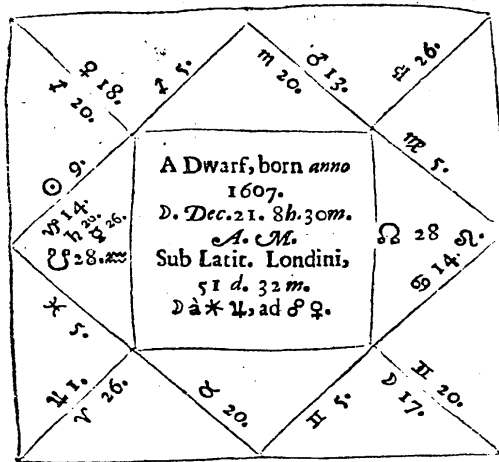 ♀ 18.
♐ 20.
♐ 5.
♏ 20.
♂ 13.
♎ 26.
♍ 5.
☉ 9.
♑ 14.
♄ 20.
☿ 26.
☋ 28. ♒
A Dwarf, born anno
1607.
D. Dec. 21. 8h. 30m.
A. M.
Sub Latit. Londini,
51 d. 32 m.
☽ à ⚹ ♃, ad ☍ ♀.
☊ 28 ♌.
♋ 14.
♓ 5.
♃ 1.
♈ 26.
♉ 20.
♊ 5.
☽ 17.
♊ 20.